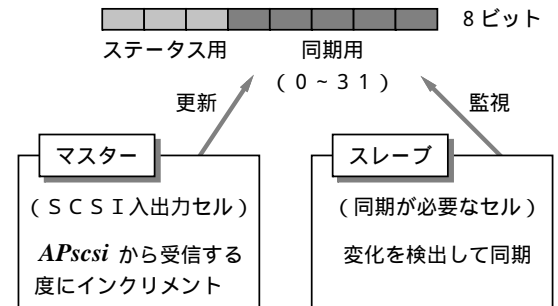 8ビット
ステータス用
同期用
(0~31)
更新
監視
マスター
(SCSI入出力セル)
APscsi から受信する
度にインクリメント
スレーブ
(同期が必要なセル)
変化を検出して同期